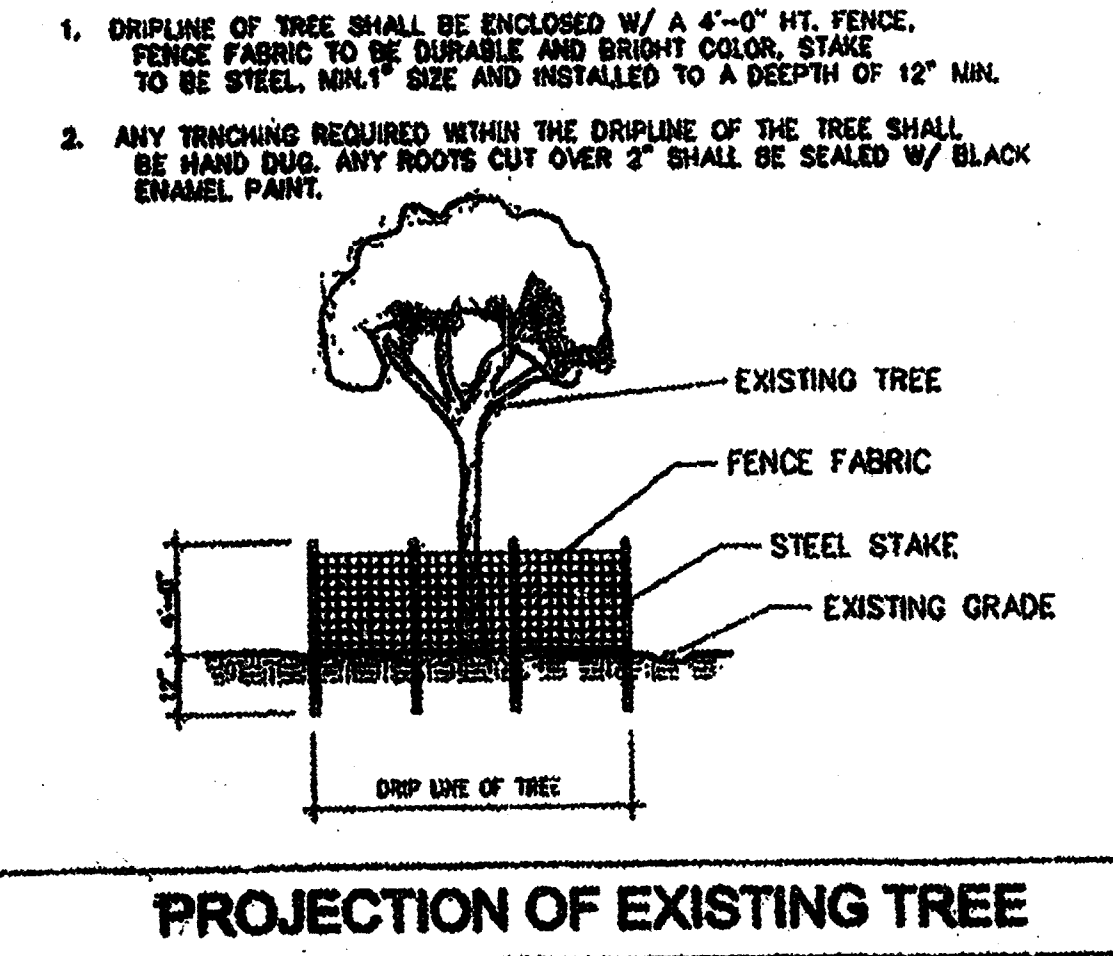 1. DRIPLINE OF TREE SHALL BE ENCLOSED W/ A 4'-0" HT. FENCE.
FENCE FABRIC TO BE DURABLE AND BRIGHT COLOR. STAKE
TO BE STEEL, MIN.1" SIZE AND INSTALLED TO A DEEPTH OF 12" MIN.
2. ANY TRNCHING REQUIRED WITHIN THE DRIPLINE OF THE TREE SHALL
BE HAND DUG. ANY ROOTS CUT OVER 2" SHALL BE SEALED W/ BLACK
ENAMEL PAINT.
EXISTING TREE
FENCE FABRIC
STEEL STAKE
EXISTING GRADE
4'-0"
12"
DRIP LINE OF TREE
PROJECTION OF EXISTING TREE